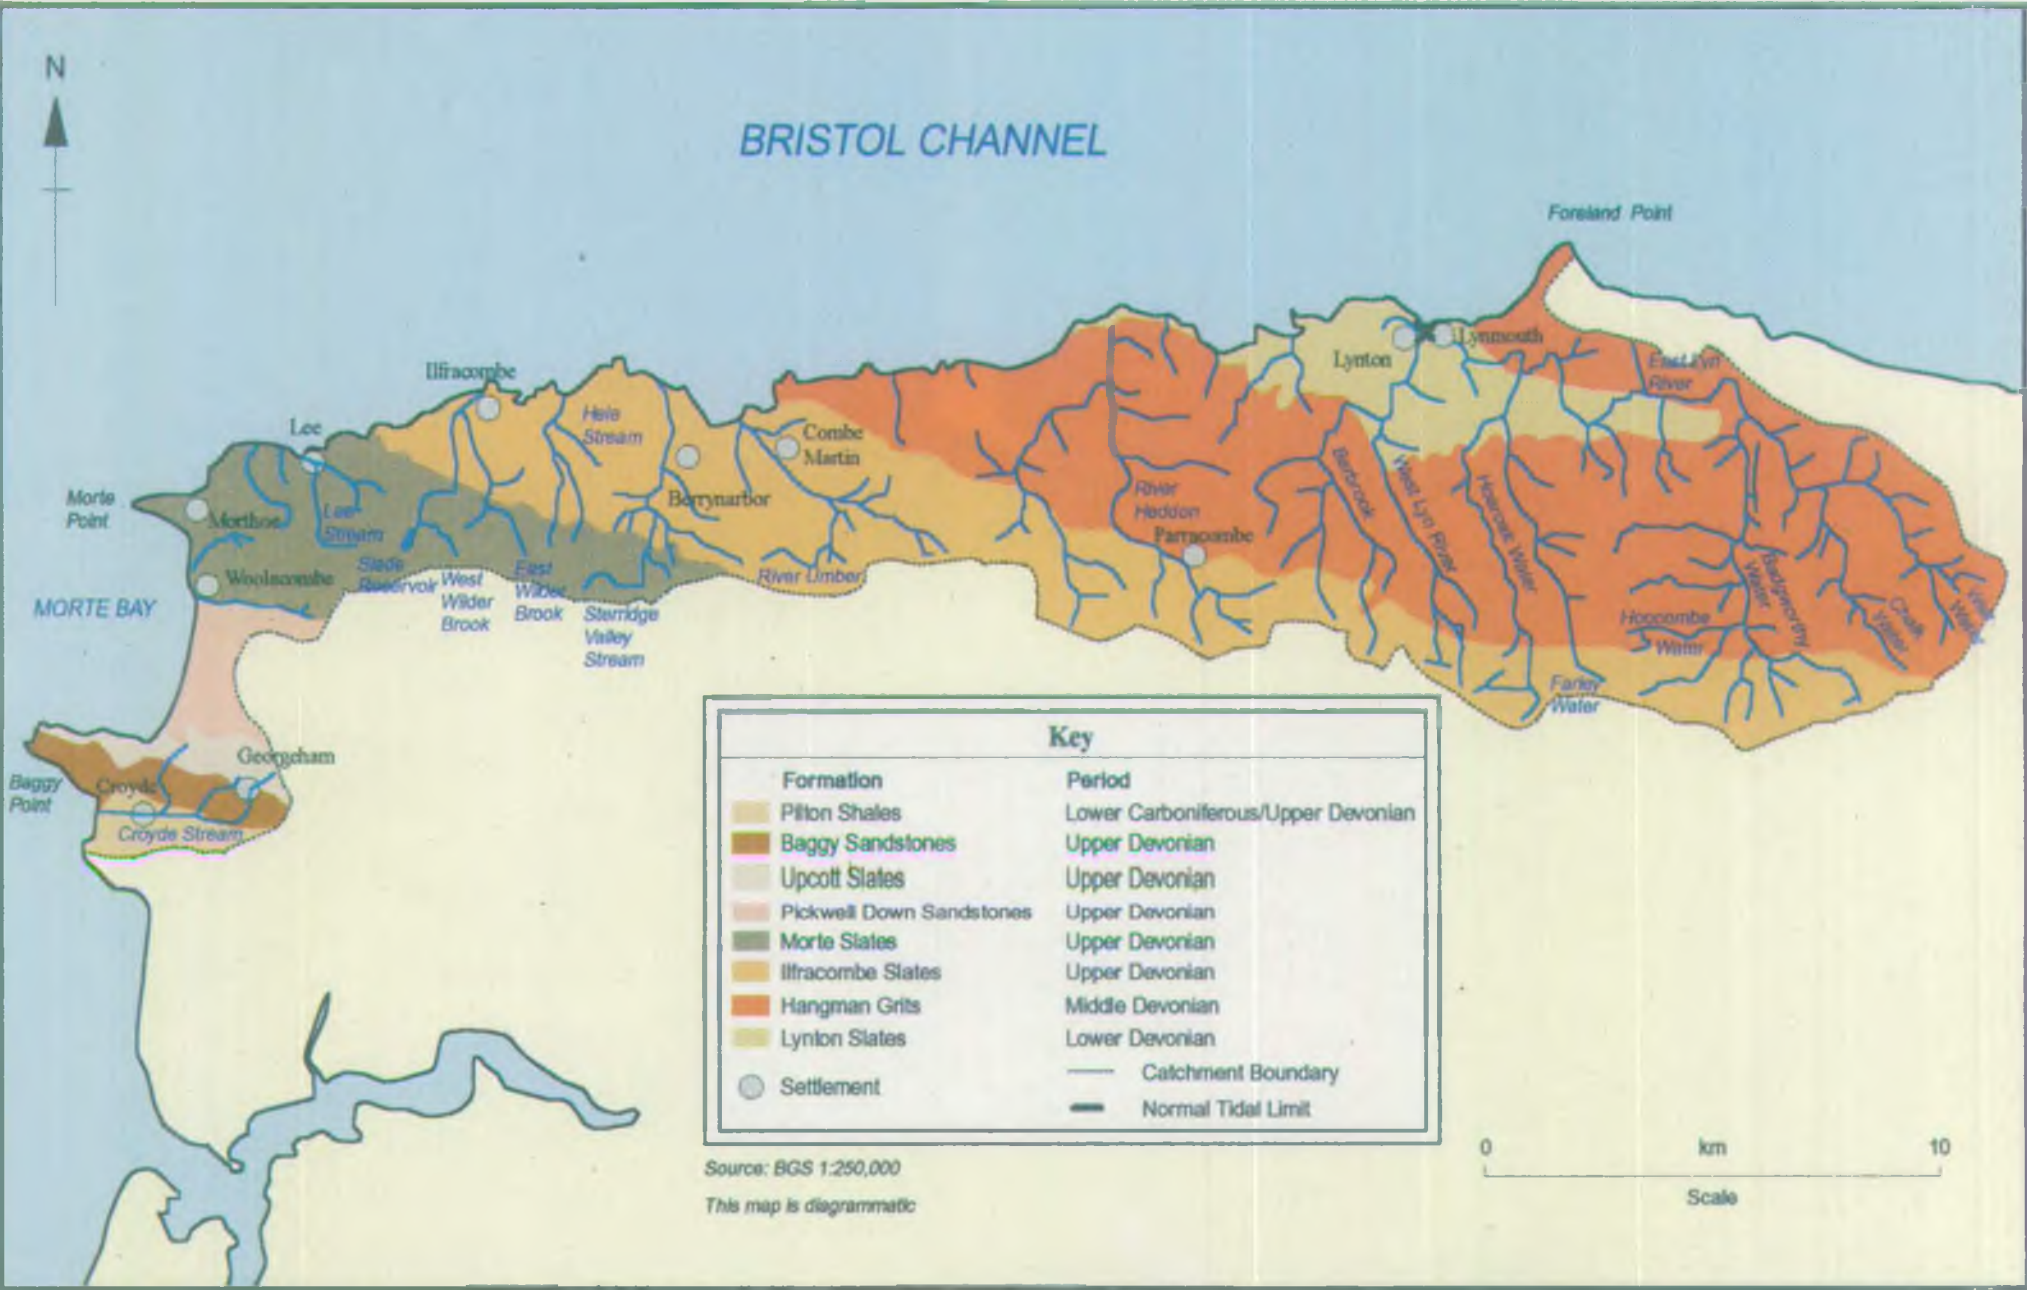 N
BRISTOL CHANNEL
Foreland Point
Lynmouth
Lynton
East Lyn
River
Ilfracombe
Hele
Stream
Lee
Combe
Martin
Morte
Point
Morthoe
Lee
Stream
Berrynarbor
River
Heddon
Parracombe
Barbrook
West Lyn River
Hoaroak Water
Badgworthy
Water
Chalk
Water
Weir
Water
Woolacombe
Slade
Reservoir
West
Wilder
Brook
East
Wilder
Brook
Sterridge
Valley
Stream
River Umber
MORTE BAY
Hoccombe
Water
Farley
Water
Georgeham
Baggy
Point
Croyde
Croyde Stream
Key
Formation Period
Pilton Shales Lower Carboniferous/Upper Devonian
Baggy Sandstones Upper Devonian
Upcott Slates Upper Devonian
Pickwell Down Sandstones Upper Devonian
Morte Slates Upper Devonian
Ilfracombe Slates Upper Devonian
Hangman Grits Middle Devonian
Lynton Slates Lower Devonian
Catchment Boundary
Settlement
Normal Tidal Limit
Source: BGS 1:250,000
This map is diagrammatic
0 km 10
Scale